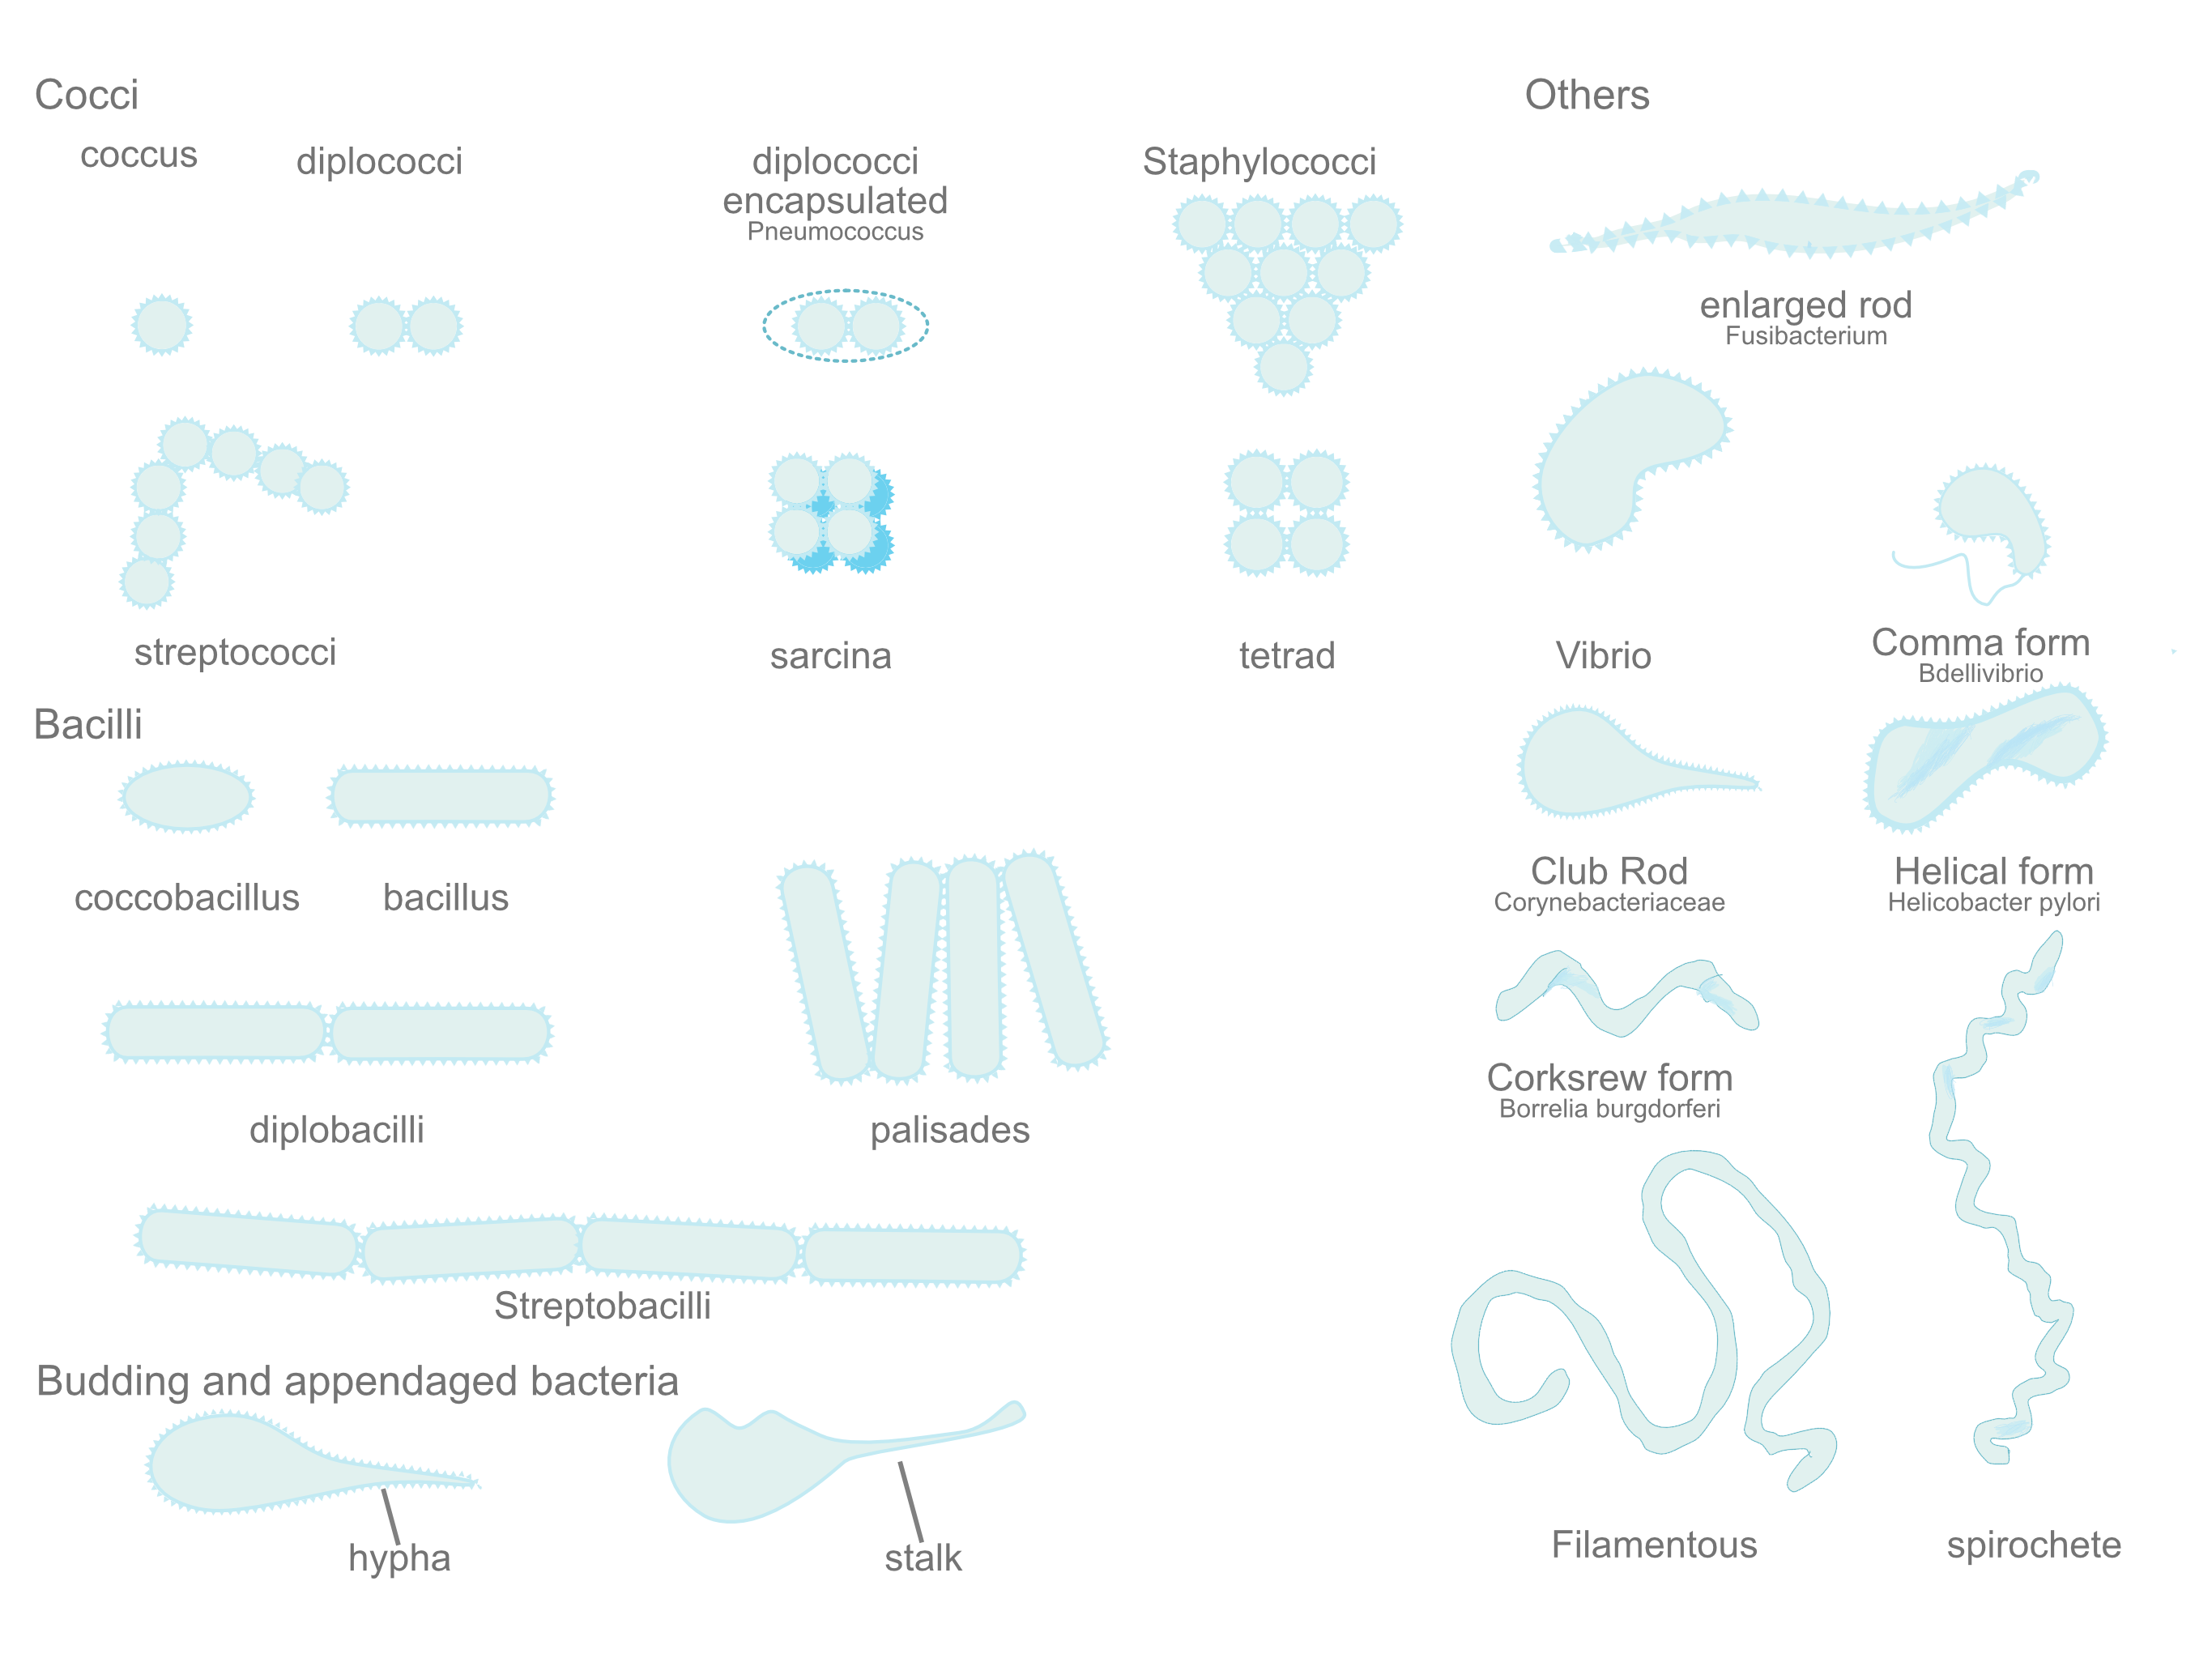 Cocci
coccus
diplococci
diplococci
encapsulated
Pneumococcus
Staphylococci
streptococci
sarcina
tetrad
Bacilli
coccobacillus
bacillus
diplobacilli
palisades
Streptobacilli
Budding and appendaged bacteria
hypha
stalk
Others
enlarged rod
Fusibacterium
Vibrio
Comma form
Bdellivibrio
Club Rod
Corynebacteriaceae
Helical form
Helicobacter pylori
Corksrew form
Borrelia burgdorferi
Filamentous
spirochete